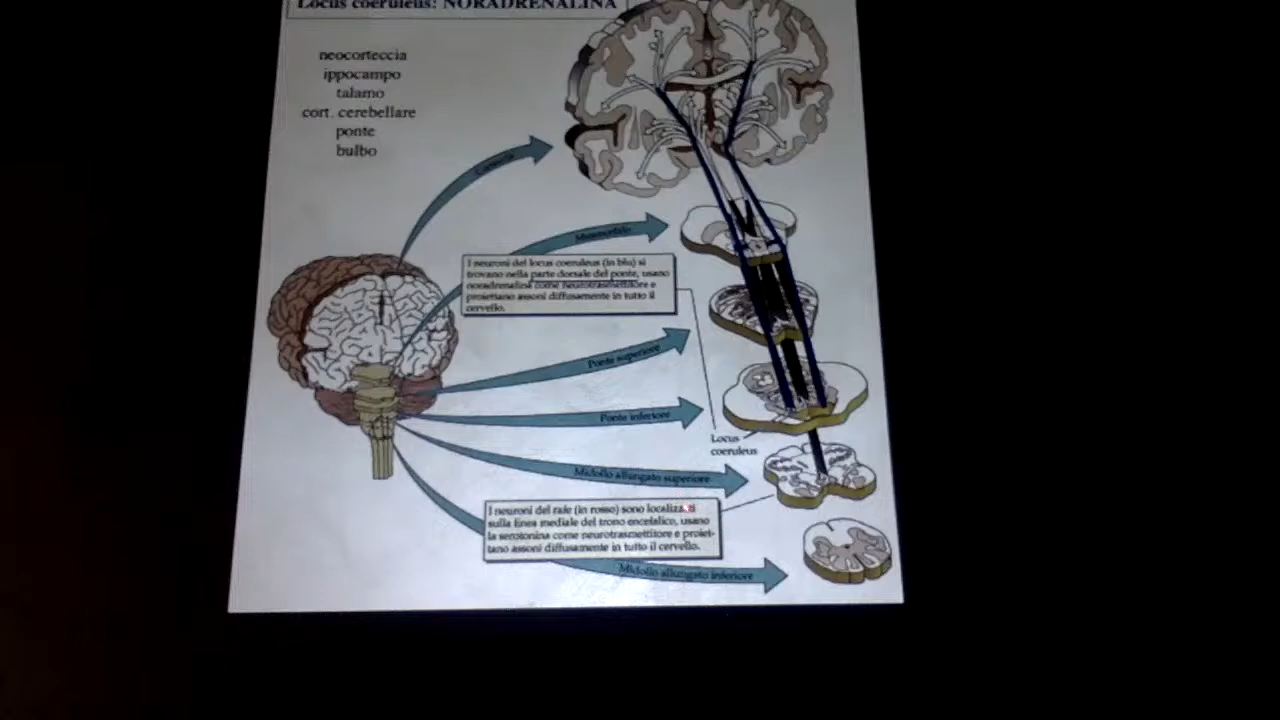 Locus coeruleus: NORADRENALINA
neocorteccia
ippocampo
talamo
cort. cerebellare
ponte
bulbo
Mesencefalo
I neuroni del locus coeruleus (in blu) si
trovano nella parte dorsale del ponte, usano
noradrenalina come neurotrasmettitore e
proiettano assoni diffusamente in tutto il
cervello.
Ponte superiore
Ponte inferiore
Locus
coeruleus
Midollo allungato superiore
I neuroni del rafe (in rosso) sono localizzati
sulla linea mediale del trono encefalico, usano
la serotonina come neurotrasmettitore e proiet-
tano assoni diffusamente in tutto il cervello.
Midollo allungato inferiore